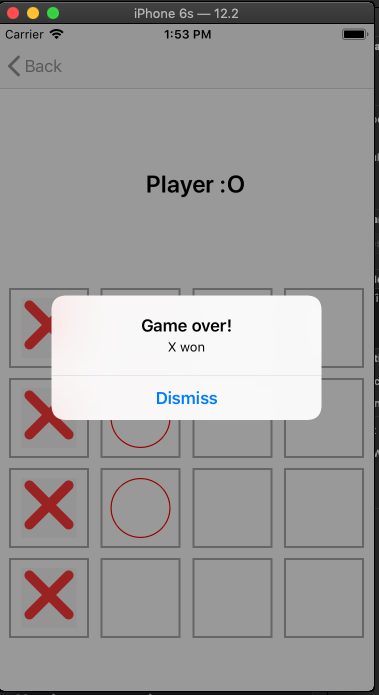 iPhone 6s — 12.2
Carrier 1:53 PM
Back
Player :O
Game over!
X won
Dismiss